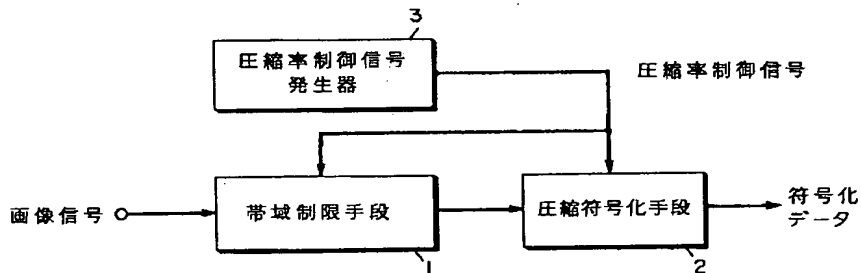 3
圧縮率制御信号
発生器
圧縮率制御信号
画像信号
帯域制限手段
圧縮符号化手段
符号化
データ
1
2